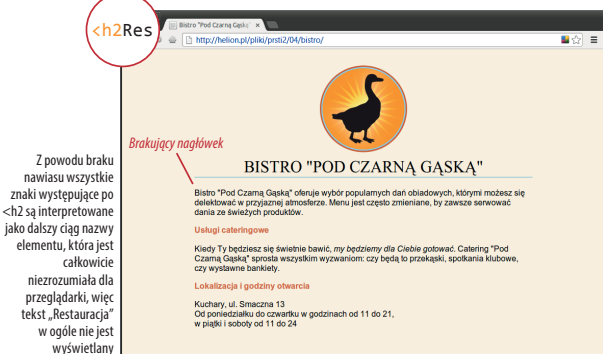 <h2Res
Bistro "Pod Czarną Gąską"
http://helion.pl/pliki/prsti2/04/bistro/
Brakujący nagłówek
Z powodu braku
nawiasu wszystkie
znaki występujące po
<h2 są interpretowane
jako dalszy ciąg nazwy
elementu, która jest
całkowicie
niezrozumiała dla
przeglądarki, więc
tekst „Restauracja”
w ogóle nie jest
wyświetlany
BISTRO "POD CZARNĄ GĄSKĄ"
Bistro "Pod Czarną Gąską" oferuje wybór popularnych dań obiadowych, którymi możesz się
delektować w przyjaznej atmosferze. Menu jest często zmieniane, by zawsze serwować
dania ze świeżych produktów.
Usługi cateringowe
Kiedy Ty będziesz się świetnie bawić, my będziemy dla Ciebie gotować. Catering "Pod
Czarną Gąską" sprosta wszystkim wyzwaniom: czy będą to przekąski, spotkania klubowe,
czy wystawne bankiety.
Lokalizacja i godziny otwarcia
Kuchary, ul. Smaczna 13
Od poniedziałku do czwartku w godzinach od 11 do 21,
w piątki i soboty od 11 do 24